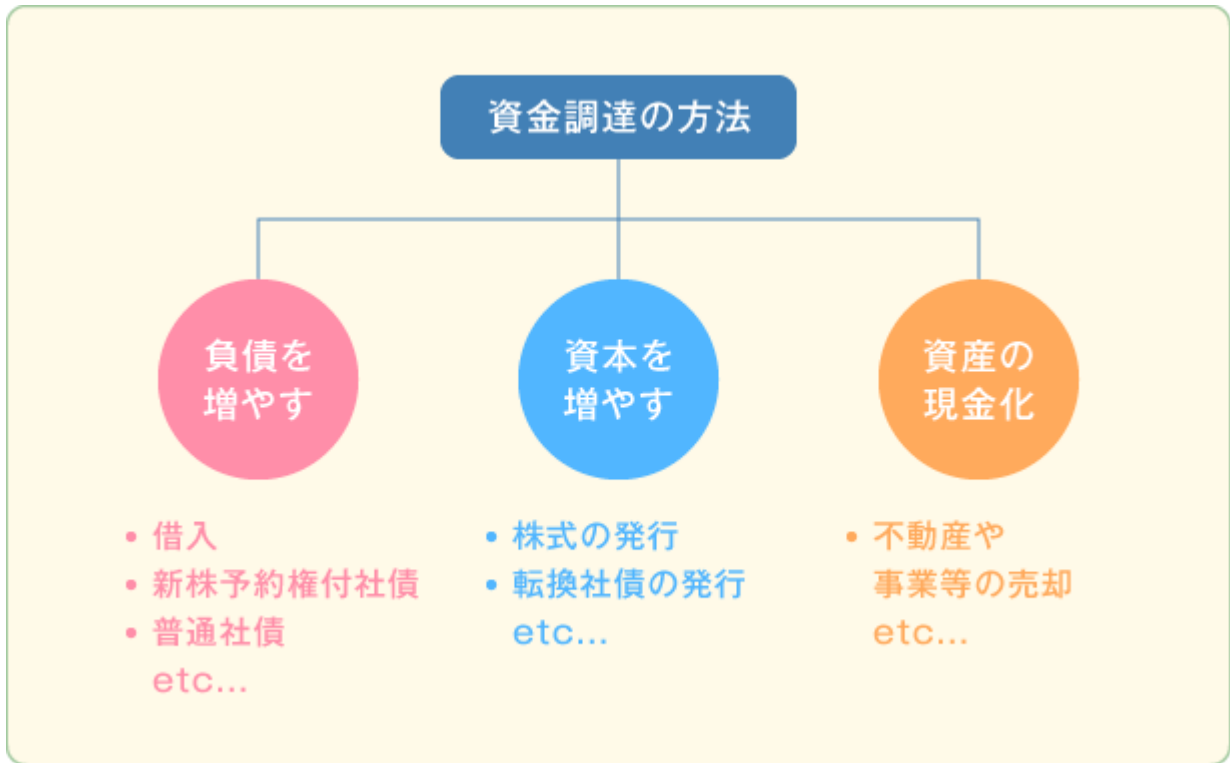 資金調達の方法
負債を
増やす
資本を
増やす
資産の
現金化
• 借入
• 新株予約権付社債
• 普通社債
etc...
• 株式の発行
• 転換社債の発行
etc...
• 不動産や
事業等の売却
etc...